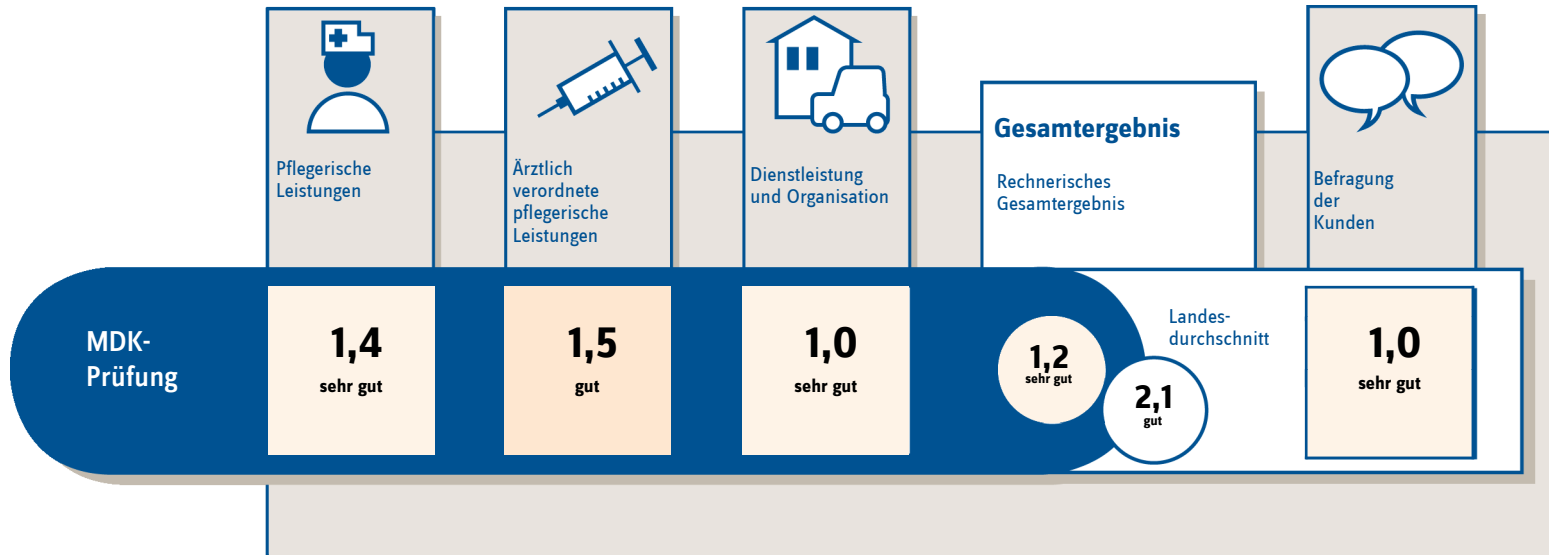 Pflegerische
Leistungen
Ärztlich
verordnete
pflegerische
Leistungen
Dienstleistung
und Organisation
Gesamtergebnis
Rechnerisches
Gesamtergebnis
Befragung
der
Kunden
MDK-
Prüfung
1,4
sehr gut
1,5
gut
1,0
sehr gut
1,2
sehr gut
Landes-
durchschnitt
2,1
gut
1,0
sehr gut